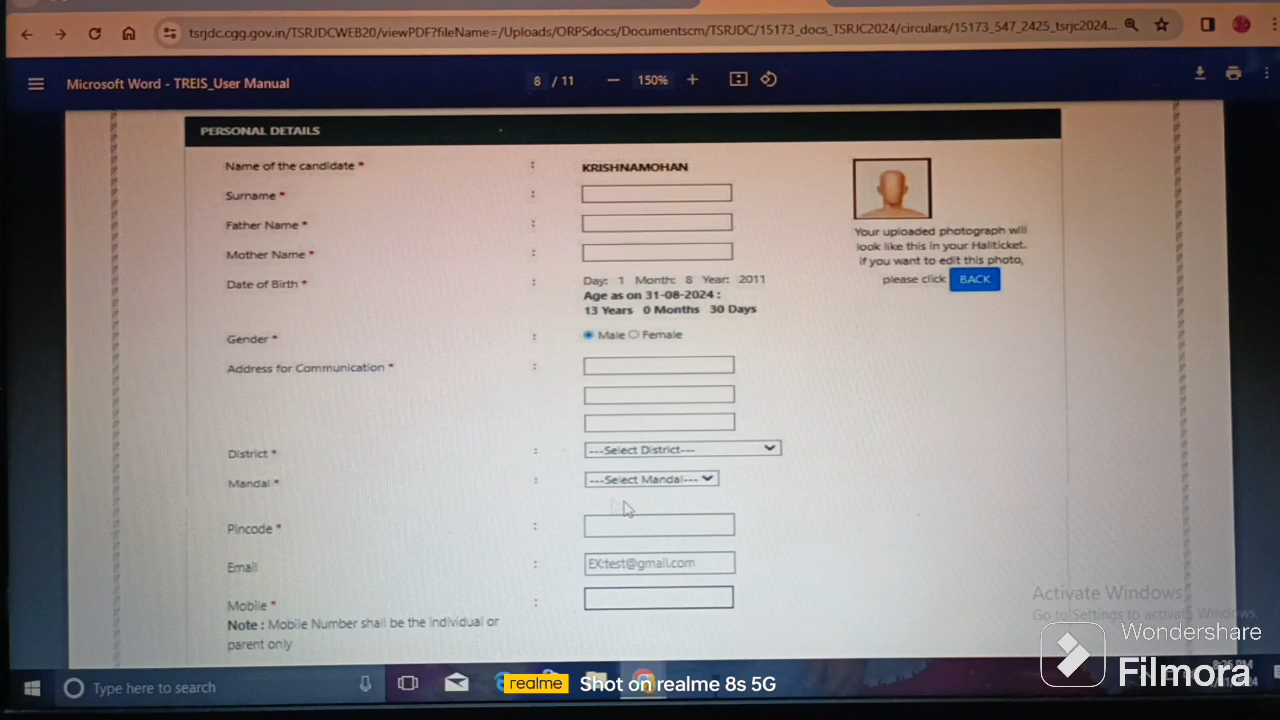 tsrjdc.cgg.gov.in/TSRJDCWEB20/viewPDF?fileName=/Uploads/ORPSdocs/Documentscm/TSRJDC/15173_docs_TSRJC2024/circulars/15173_547_2425_tsrjc2024...
Microsoft Word - TREIS_User Manual
8 / 11
150%
PERSONAL DETAILS
Name of the candidate * : KRISHNAMOHAN
Surname * :
Father Name * :
Mother Name * :
Your uploaded photograph will
look like this in your Hallticket.
if you want to edit this photo,
please click BACK
Date of Birth * : Day: 1 Month: 8 Year: 2011
Age as on 31-08-2024 :
13 Years 0 Months 30 Days
Gender * : Male Female
Address for Communication * :
District * : ---Select District---
Mandal * : ---Select Mandal---
Pincode * :
Email : EX:test@gmail.com
Mobile * :
Note : Mobile Number shall be the individual or
parent only
Activate Windows
Go to Settings to activate Windows.
Wondershare
Filmora
Type here to search
realme Shot on realme 8s 5G